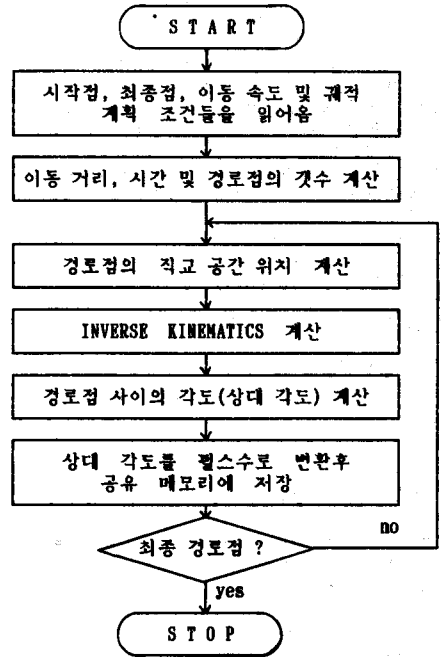 START
시작점, 최종점, 이동 속도 및 궤적
계획 조건들을 읽어옴
이동 거리, 시간 및 경로점의 갯수 계산
경로점의 직교 공간 위치 계산
INVERSE KINEMATICS 계산
경로점 사이의 각도(상대 각도) 계산
상대 각도를 펄스수로 변환후
공유 메모리에 저장
최종 경로점 ?
no
yes
STOP